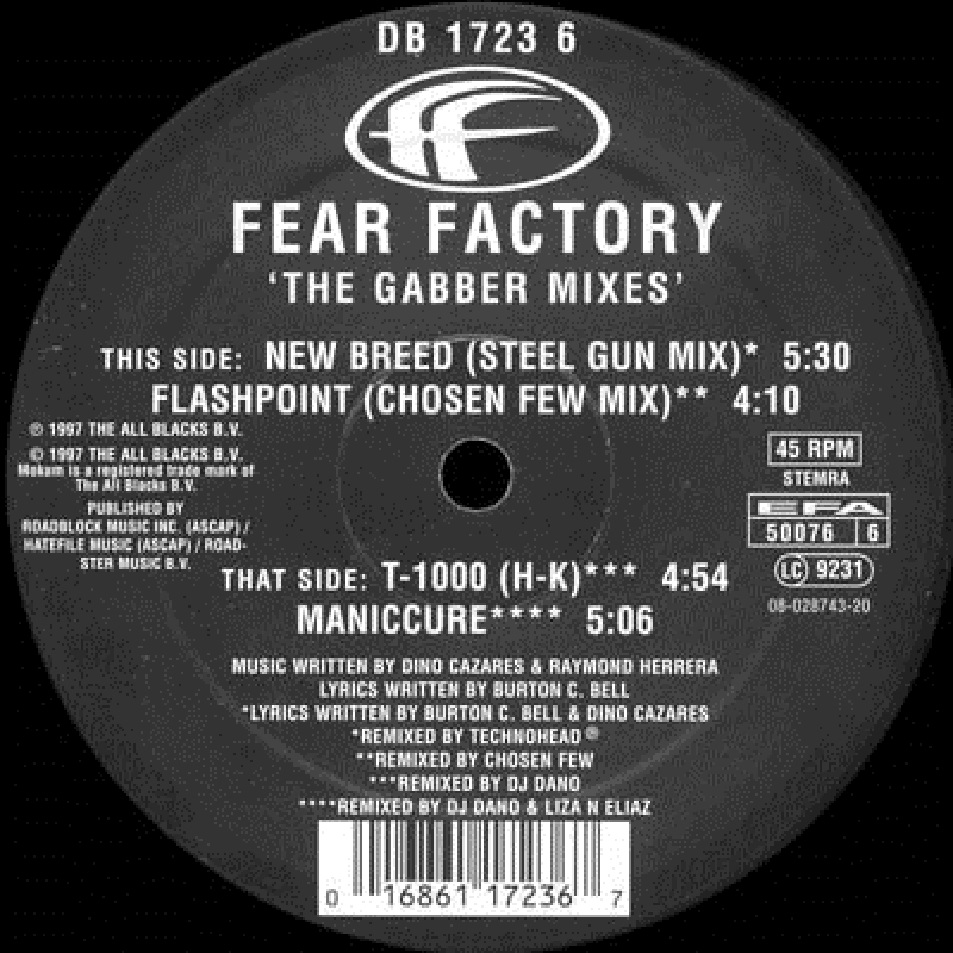 DB 1723 6
FEAR FACTORY
‘THE GABBER MIXES’
THIS SIDE: NEW BREED (STEEL GUN MIX)* 5:30
FLASHPOINT (CHOSEN FEW MIX)** 4:10
℗ 1997 THE ALL BLACKS B.V.
© 1997 THE ALL BLACKS B.V.
Mokum is a registered trade mark of
The All Blacks B.V.
PUBLISHED BY
ROADBLOCK MUSIC INC. (ASCAP) /
HATEFILE MUSIC (ASCAP) / ROAD-
STER MUSIC B.V.
45 RPM
STEMRA
EFA
50076 6
LC 9231
08-028743-20
THAT SIDE: T-1000 (H-K)*** 4:54
MANICCURE**** 5:06
MUSIC WRITTEN BY DINO CAZARES & RAYMOND HERRERA
LYRICS WRITTEN BY BURTON C. BELL
*LYRICS WRITTEN BY BURTON C. BELL & DINO CAZARES
*REMIXED BY TECHNOHEAD®
**REMIXED BY CHOSEN FEW
***REMIXED BY DJ DANO
****REMIXED BY DJ DANO & LIZA N ELIAZ
0 16861 17236 7